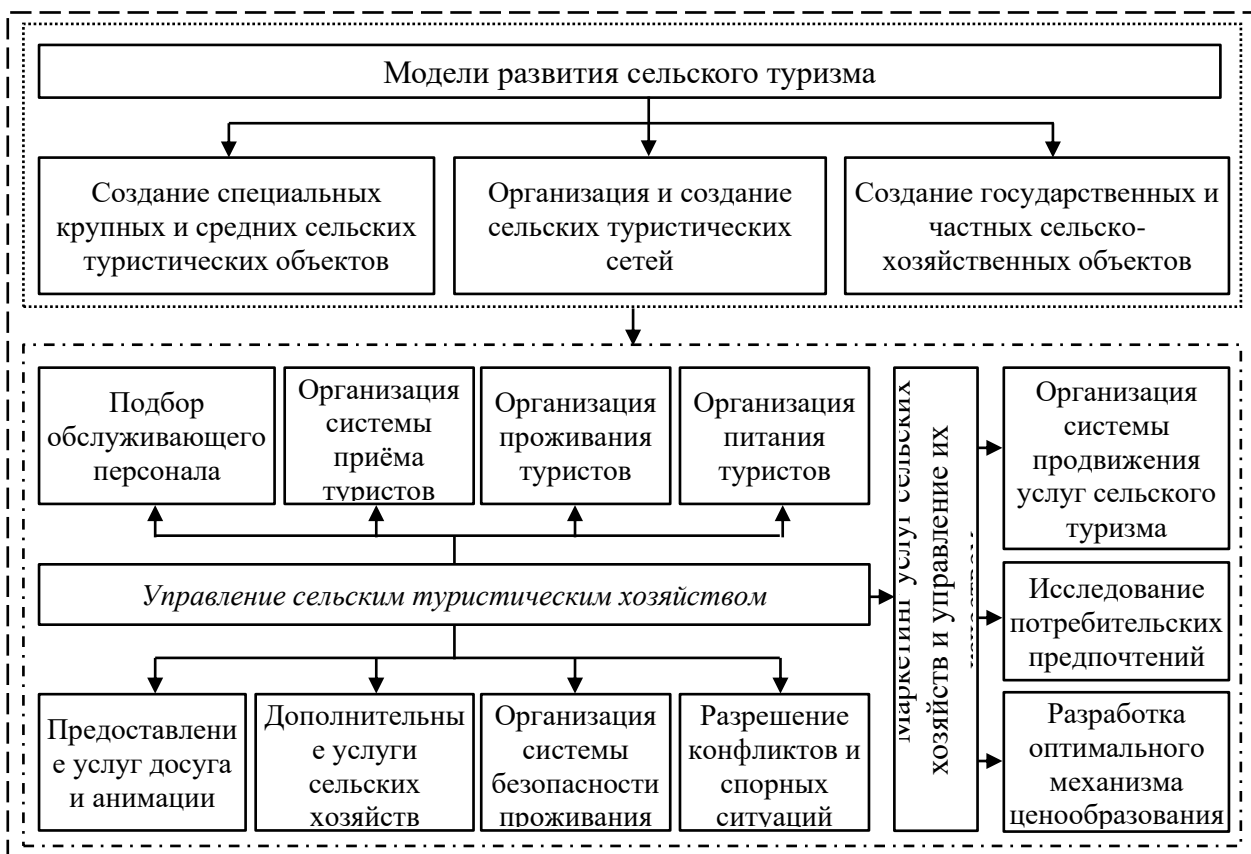 Модели развития сельского туризма
Создание специальных
крупных и средних сельских
туристических объектов
Организация и создание
сельских туристических
сетей
Создание государственных и
частных сельско-
хозяйственных объектов
Подбор
обслуживающего
персонала
Организация
системы
приёма
туристов
Организация
проживания
туристов
Организация
питания
туристов
Управление сельским туристическим хозяйством
Предоставлени
е услуг досуга
и анимации
Дополнительны
е услуги
сельских
хозяйств
Организация
системы
безопасности
проживания
Разрешение
конфликтов и
спорных
ситуаций
Маркетинг услуг сельских
хозяйств и управление их
Организация
системы
продвижения
услуг сельского
туризма
Исследование
потребительских
предпочтений
Разработка
оптимального
механизма
ценообразования